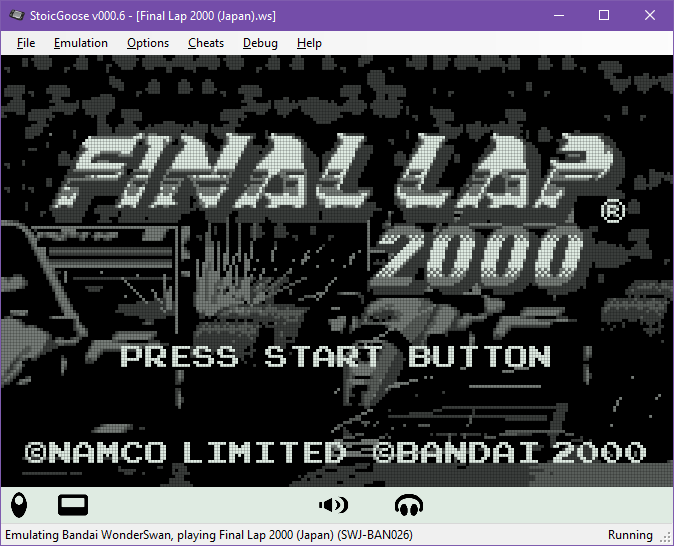 StoicGoose v000.6 - [Final Lap 2000 (Japan).ws]
File Emulation Options Cheats Debug Help
FINAL LAP®
2000
PRESS START BUTTON
©NAMCO LIMITED ©BANDAI 2000
Emulating Bandai WonderSwan, playing Final Lap 2000 (Japan) (SWJ-BAN026) Running